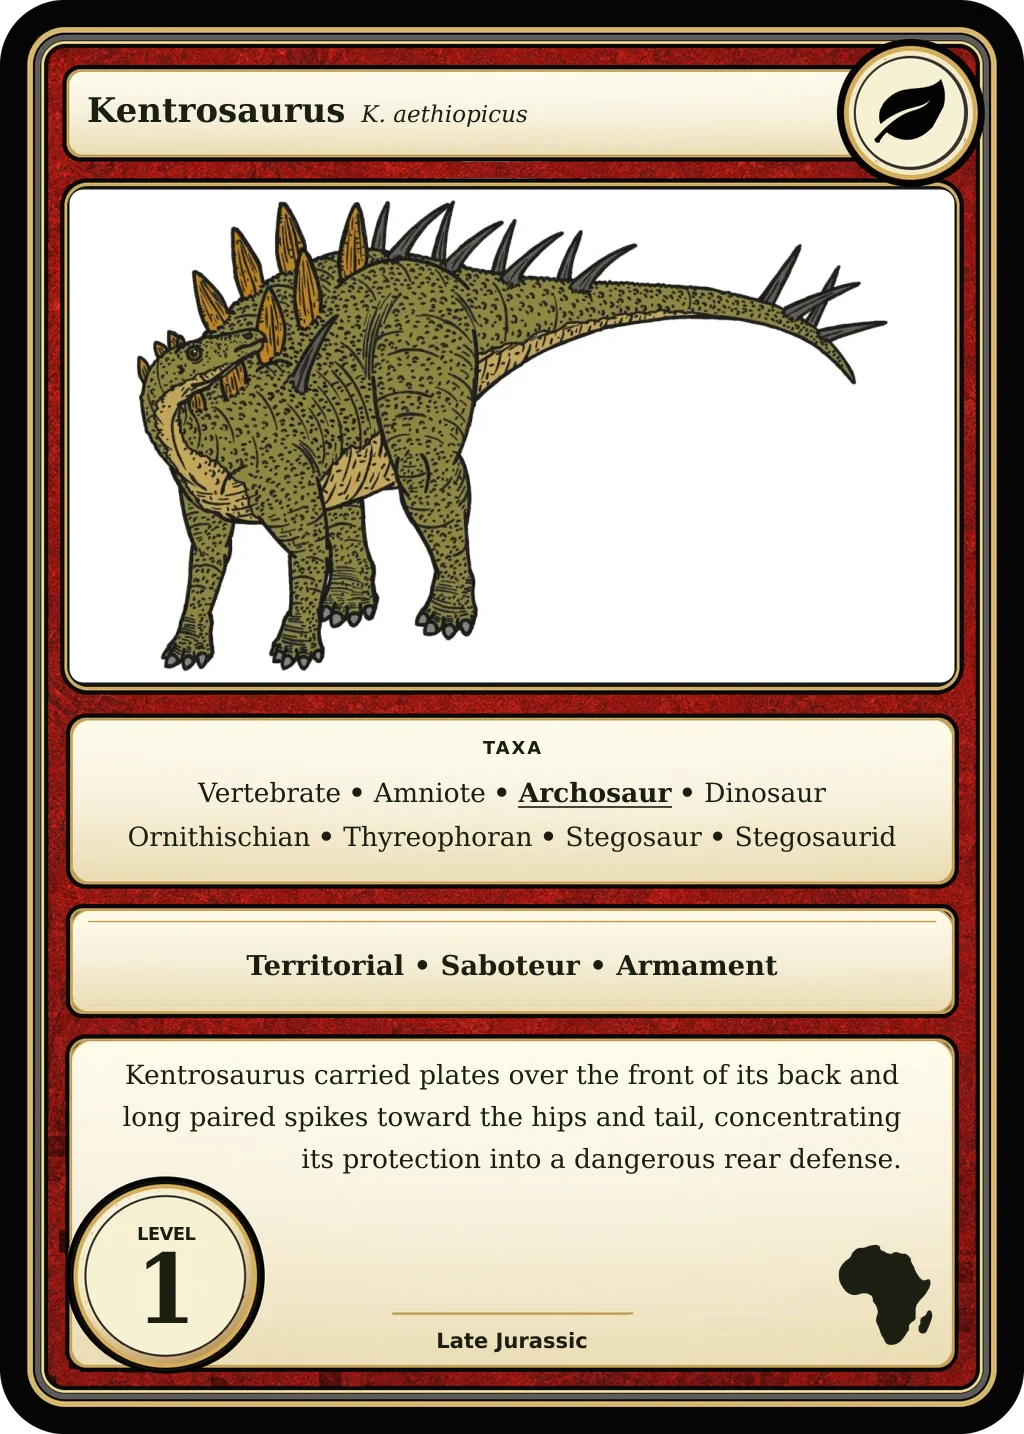 Kentrosaurus K. aethiopicus
TAXA
Vertebrate • Amniote • Archosaur • Dinosaur
Ornithischian • Thyreophoran • Stegosaur • Stegosaurid
Territorial • Saboteur • Armament
Kentrosaurus carried plates over the front of its back and
long paired spikes toward the hips and tail, concentrating
its protection into a dangerous rear defense.
LEVEL
1
Late Jurassic